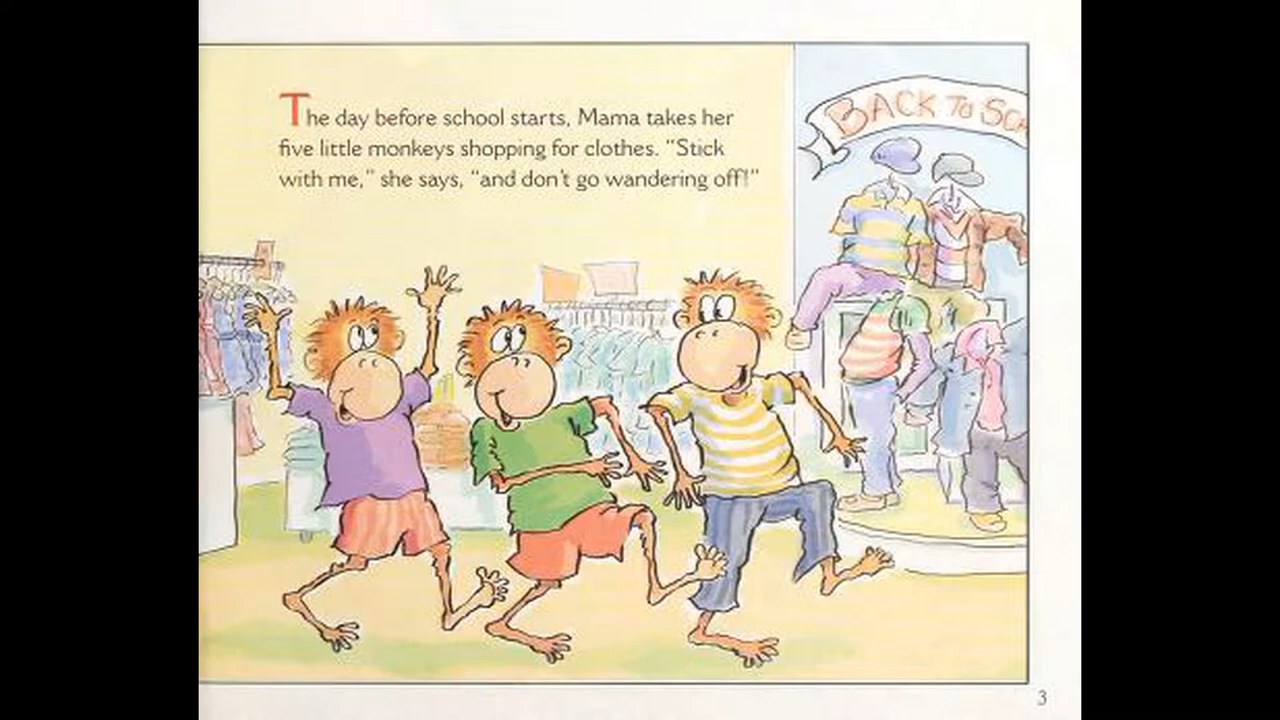 The day before school starts, Mama takes her
five little monkeys shopping for clothes. “Stick
with me,” she says, “and don’t go wandering off!”
BACK TO SCH
3